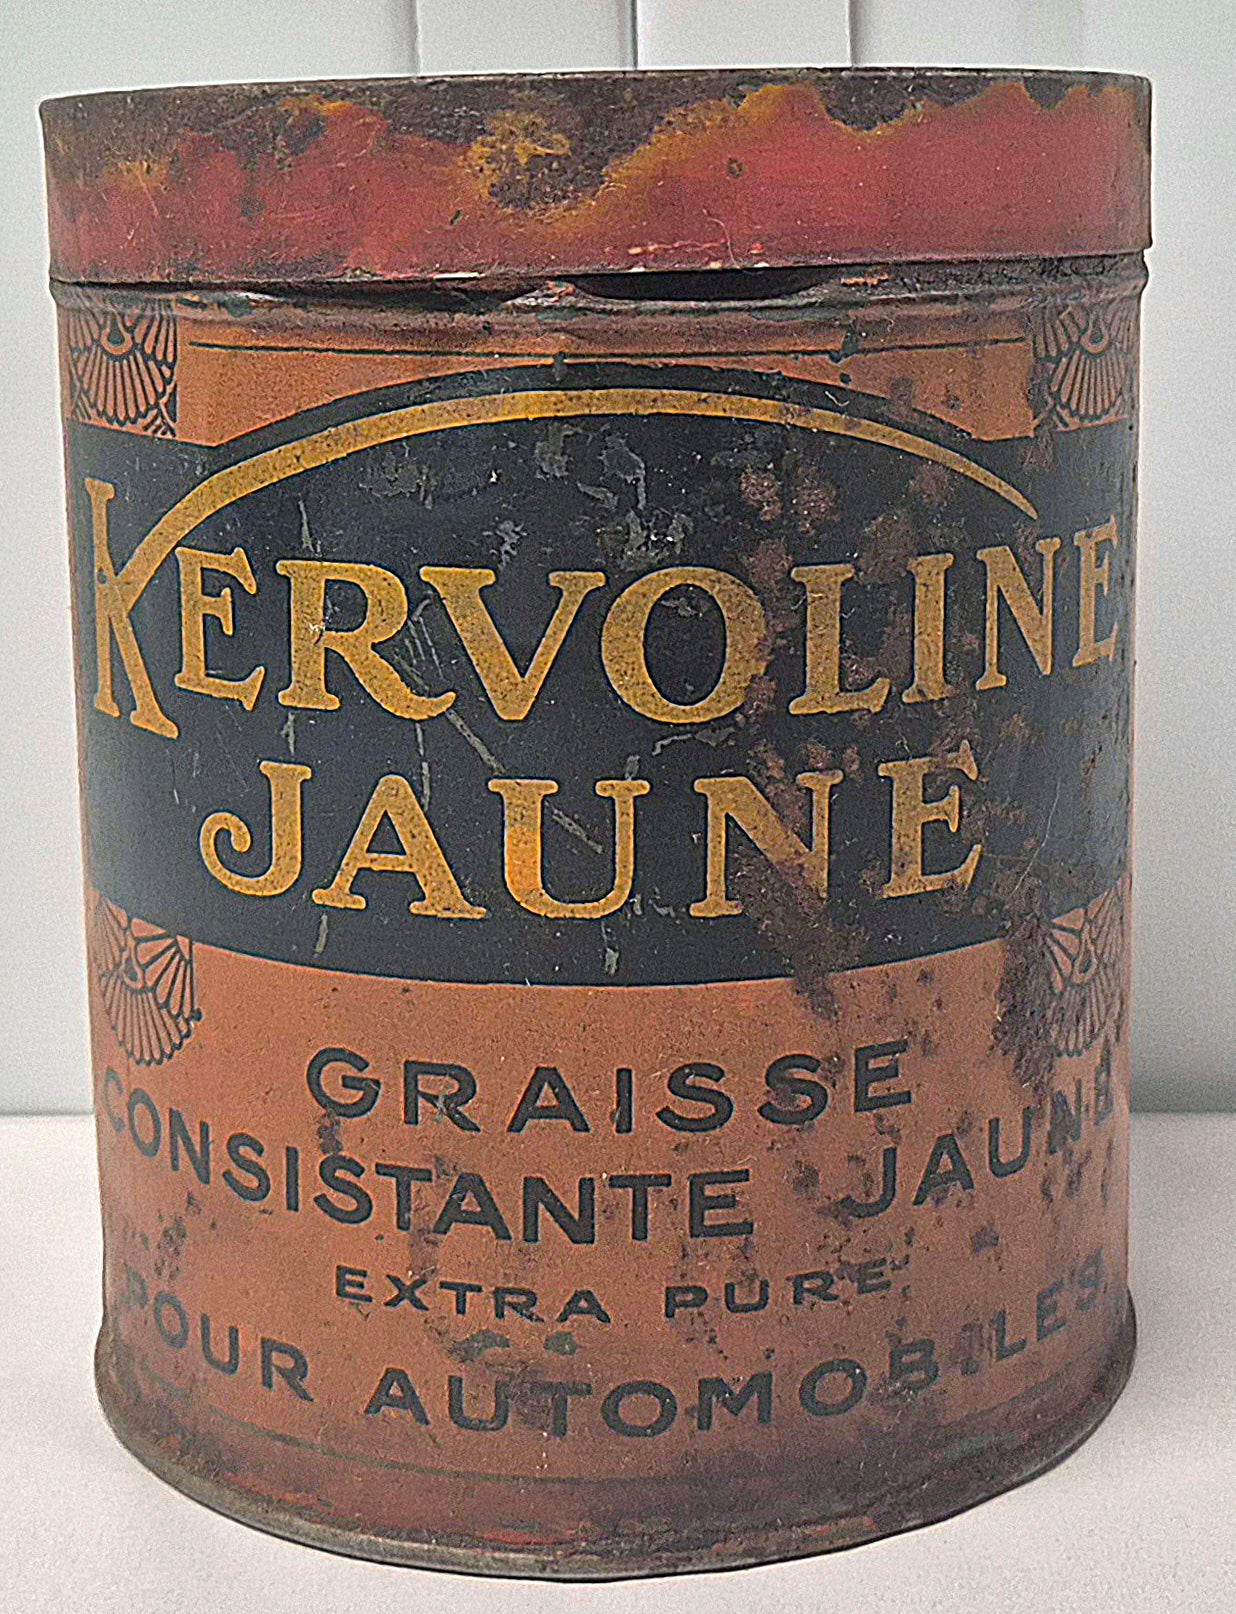 KERVOLINE
JAUNE
GRAISSE
CONSISTANTE JAUNE
EXTRA PURE
POUR AUTOMOBILES